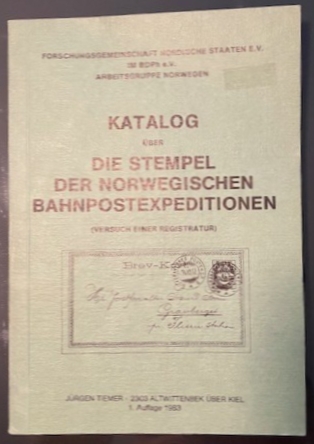 FORSCHUNGSGEMEINSCHAFT NORDISCHE STAATEN E.V.
IM BDPh e.V.
ARBEITSGRUPPE NORWEGEN
KATALOG
ÜBER
DIE STEMPEL
DER NORWEGISCHEN
BAHNPOSTEXPEDITIONEN
(VERSUCH EINER REGISTRATUR)
Brev-K
JÜRGEN TIEMER - 2303 ALTWITTENBEK ÜBER KIEL
1. Auflage 1983